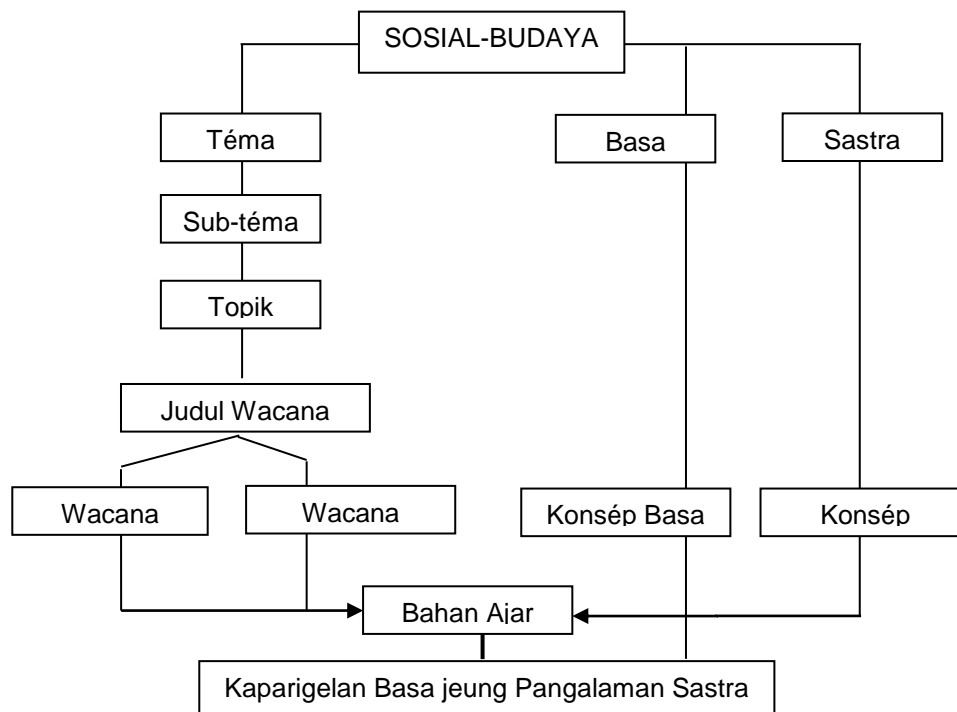 SOSIAL-BUDAYA
Téma
Basa
Sastra
Sub-téma
Topik
Judul Wacana
Wacana
Wacana
Konsép Basa
Konsép
Bahan Ajar
Kaparigelan Basa jeung Pangalaman Sastra